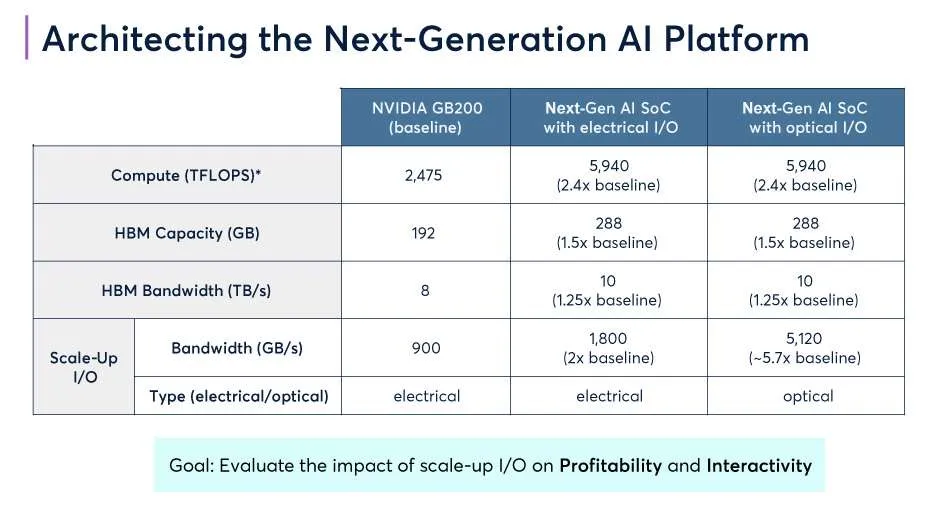 Architecting the Next-Generation AI Platform
NVIDIA GB200
(baseline)
Next-Gen AI SoC
with electrical I/O
Next-Gen AI SoC
with optical I/O
Compute (TFLOPS)*
2,475
5,940
(2.4x baseline)
5,940
(2.4x baseline)
HBM Capacity (GB)
192
288
(1.5x baseline)
288
(1.5x baseline)
HBM Bandwidth (TB/s)
8
10
(1.25x baseline)
10
(1.25x baseline)
Scale-Up
I/O
Bandwidth (GB/s)
900
1,800
(2x baseline)
5,120
(~5.7x baseline)
Type (electrical/optical)
electrical
electrical
optical
Goal: Evaluate the impact of scale-up I/O on Profitability and Interactivity